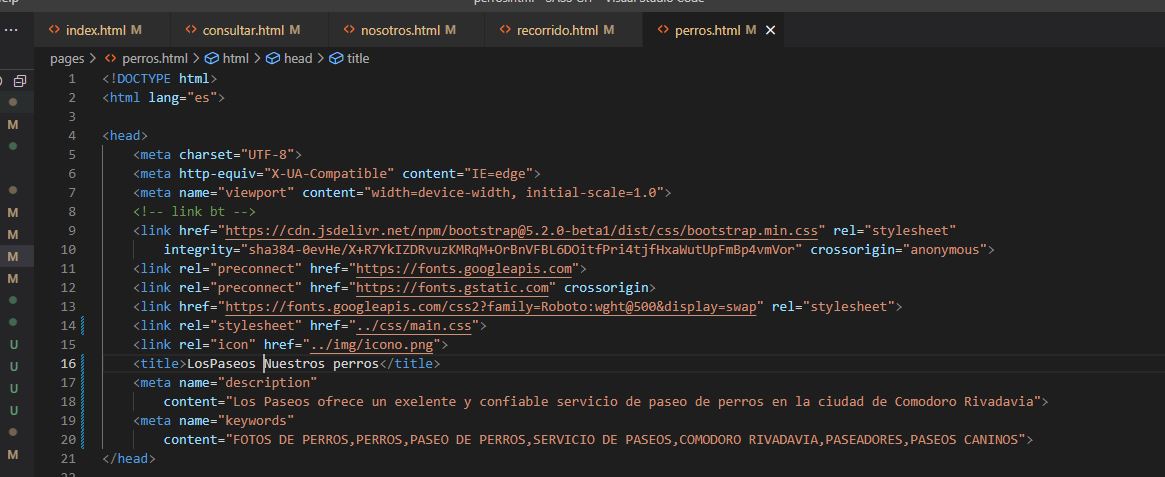 elp
perros.html - SASS-CH - Visual Studio Code
index.html M
consultar.html M
nosotros.html M
recorrido.html M
perros.html M
pages > perros.html > html > head > title
1 <!DOCTYPE html>
2 <html lang="es">
3
4 <head>
5 <meta charset="UTF-8">
6 <meta http-equiv="X-UA-Compatible" content="IE=edge">
7 <meta name="viewport" content="width=device-width, initial-scale=1.0">
8 <!-- link bt -->
9 <link href="https://cdn.jsdelivr.net/npm/bootstrap@5.2.0-beta1/dist/css/bootstrap.min.css" rel="stylesheet"
10 integrity="sha384-0evHe/X+R7YkIZDRvuzKMRqM+OrBnVFBL6DOitfPri4tjfHxaWutUpFmBp4vmVor" crossorigin="anonymous">
11 <link rel="preconnect" href="https://fonts.googleapis.com">
12 <link rel="preconnect" href="https://fonts.gstatic.com" crossorigin>
13 <link href="https://fonts.googleapis.com/css2?family=Roboto:wght@500&display=swap" rel="stylesheet">
14 <link rel="stylesheet" href="../css/main.css">
15 <link rel="icon" href="../img/icono.png">
16 <title>LosPaseos Nuestros perros</title>
17 <meta name="description"
18 content="Los Paseos ofrece un exelente y confiable servicio de paseo de perros en la ciudad de Comodoro Rivadavia">
19 <meta name="keywords"
20 content="FOTOS DE PERROS,PERROS,PASEO DE PERROS,SERVICIO DE PASEOS,COMODORO RIVADAVIA,PASEADORES,PASEOS CANINOS">
21 </head>
M
M
M
M
M
U
U
U
U
M